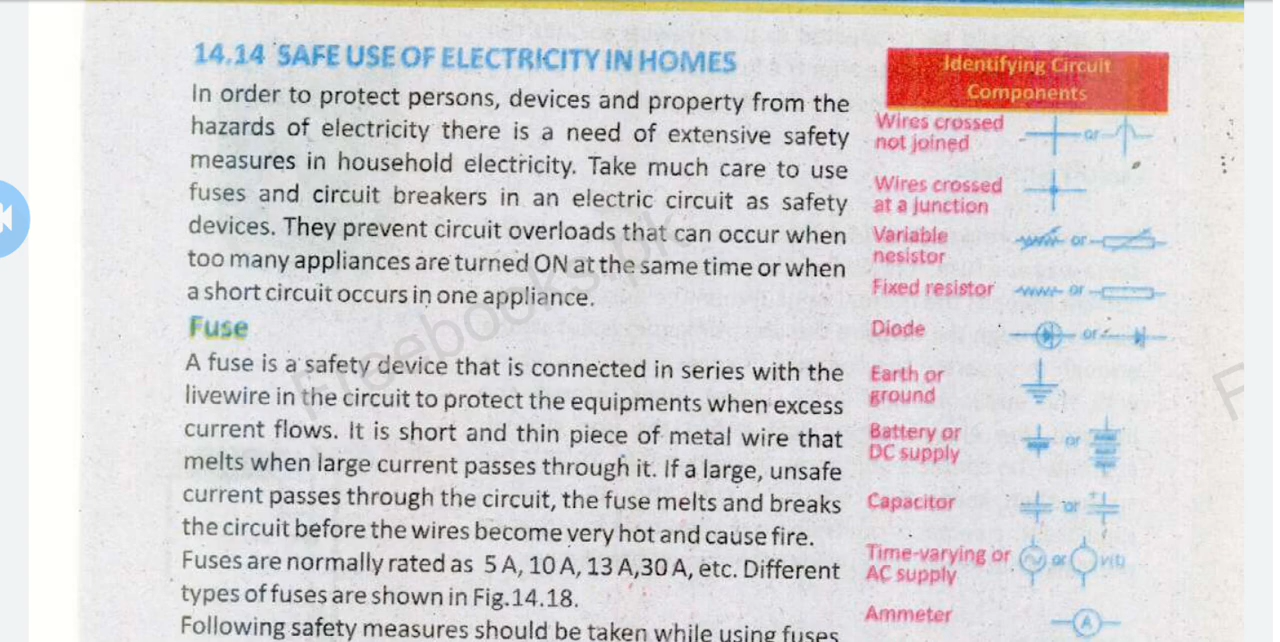 14.14 SAFE USE OF ELECTRICITY IN HOMES
In order to protect persons, devices and property from the
hazards of electricity there is a need of extensive safety
measures in household electricity. Take much care to use
fuses and circuit breakers in an electric circuit as safety
devices. They prevent circuit overloads that can occur when
too many appliances are turned ON at the same time or when
a short circuit occurs in one appliance.
Fuse
A fuse is a safety device that is connected in series with the
livewire in the circuit to protect the equipments when excess
current flows. It is short and thin piece of metal wire that
melts when large current passes through it. If a large, unsafe
current passes through the circuit, the fuse melts and breaks
the circuit before the wires become very hot and cause fire.
Fuses are normally rated as 5 A, 10 A, 13 A,30 A, etc. Different
types of fuses are shown in Fig.14.18.
Following safety measures should be taken while using fuses
Identifying Circuit
Components
Wires crossed
not joined
or
Wires crossed
at a junction
Variable
resistor
or
Fixed resistor or
Diode or
Earth or
ground
Battery or
DC supply
or
Capacitor or
Time-varying or
AC supply
or v(t)
Ammeter A
Freebooks.pk
F